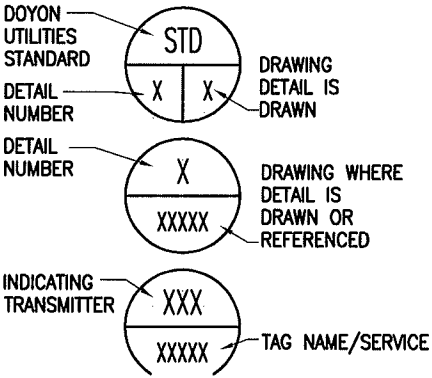 DOYON
UTILITIES
STANDARD
STD
DETAIL
NUMBER
X
X
DRAWING
DETAIL IS
DRAWN
DETAIL
NUMBER
X
XXXXX
DRAWING WHERE
DETAIL IS
DRAWN OR
REFERENCED
INDICATING
TRANSMITTER
XXX
XXXXX
TAG NAME/SERVICE